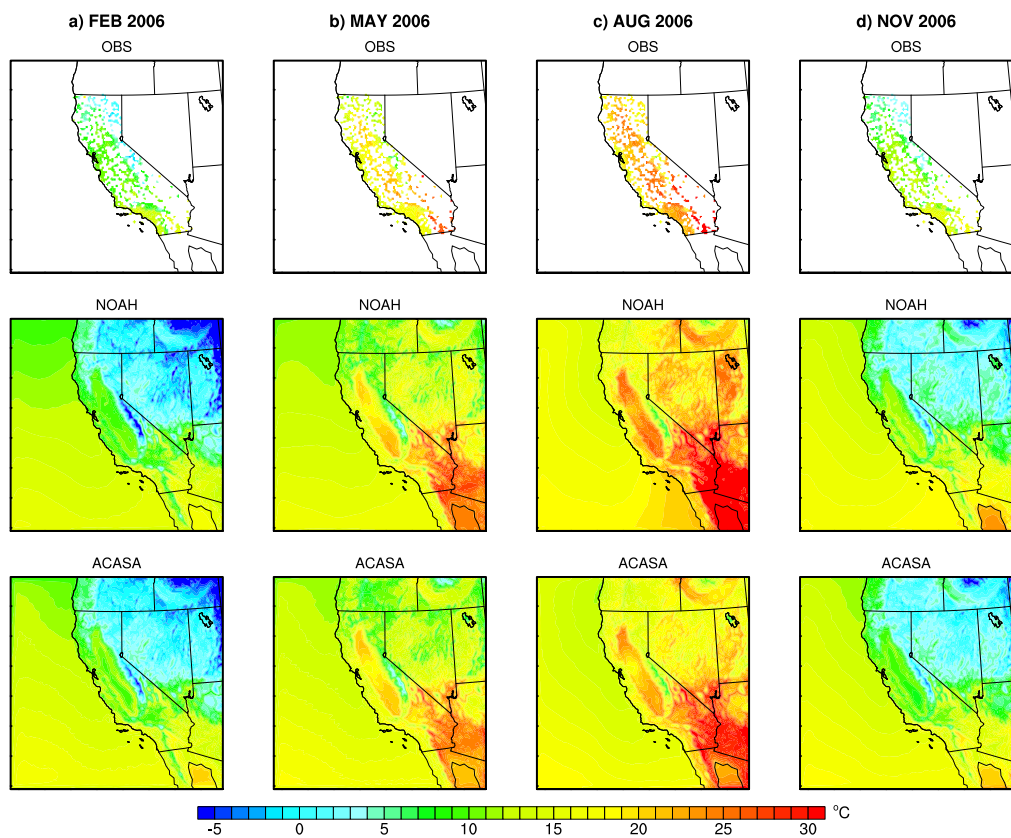 a) FEB 2006
b) MAY 2006
c) AUG 2006
d) NOV 2006
OBS
OBS
OBS
OBS
NOAH
NOAH
NOAH
NOAH
ACASA
ACASA
ACASA
ACASA
-5 0 5 10 15 20 25 30 °C